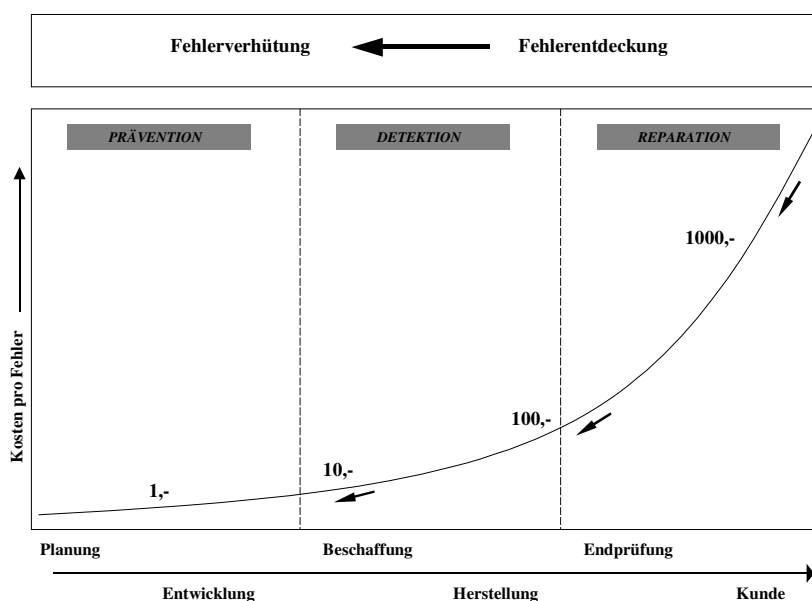 Fehlerverhütung Fehlerentdeckung
PRÄVENTION DETEKTION REPARATION
Kosten pro Fehler
1000,-
100,-
10,-
1,-
Planung Beschaffung Endprüfung
Entwicklung Herstellung Kunde